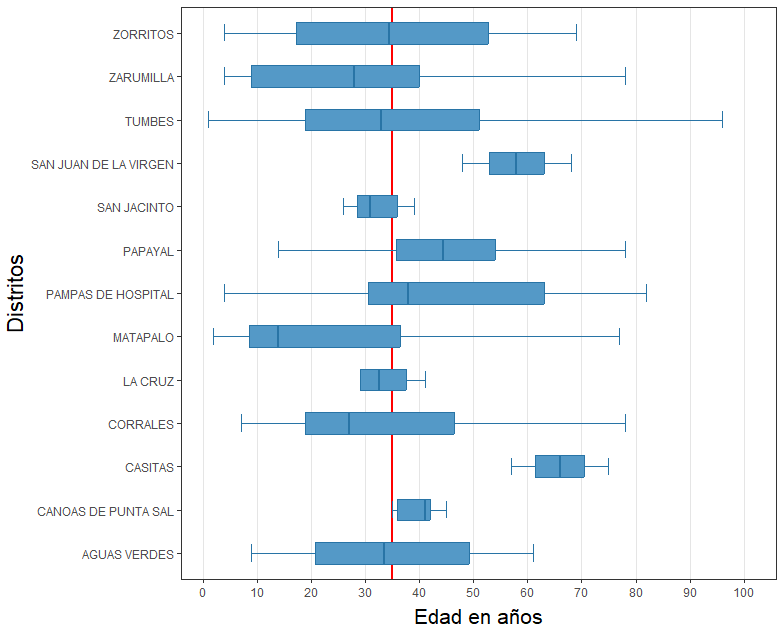 Distritos
ZORRITOS
ZARUMILLA
TUMBES
SAN JUAN DE LA VIRGEN
SAN JACINTO
PAPAYAL
PAMPAS DE HOSPITAL
MATAPALO
LA CRUZ
CORRALES
CASITAS
CANOAS DE PUNTA SAL
AGUAS VERDES
0 10 20 30 40 50 60 70 80 90 100
Edad en años